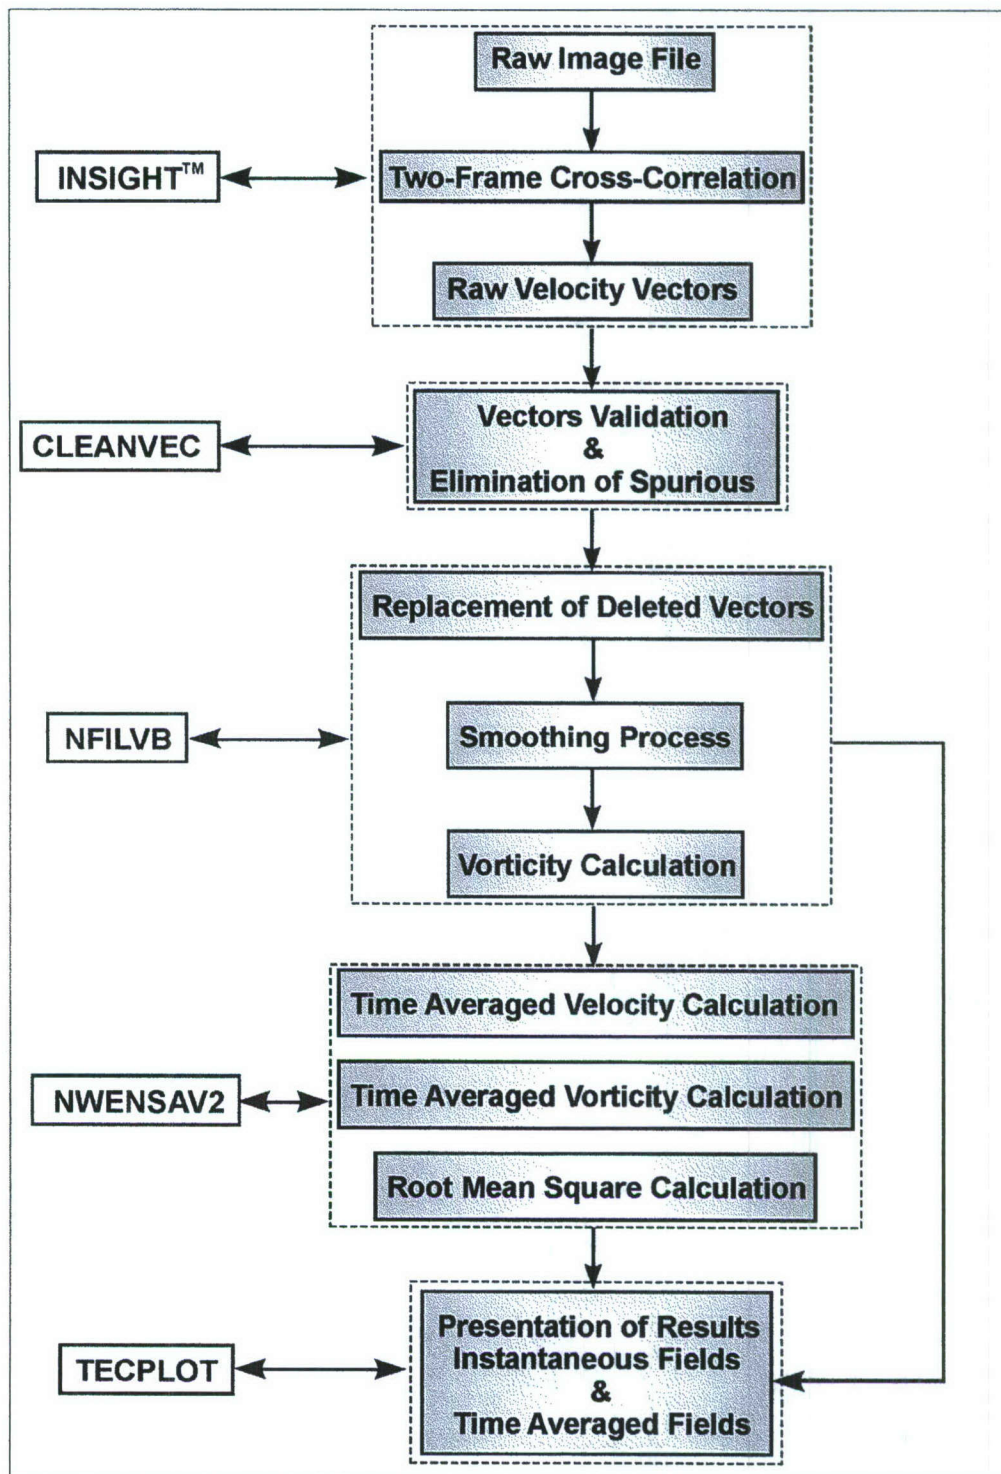 Raw Image File
INSIGHT™
Two-Frame Cross-Correlation
Raw Velocity Vectors
CLEANVEC
Vectors Validation
&
Elimination of Spurious
Replacement of Deleted Vectors
NFILVB
Smoothing Process
Vorticity Calculation
Time Averaged Velocity Calculation
NWENSAV2
Time Averaged Vorticity Calculation
Root Mean Square Calculation
TECPLOT
Presentation of Results
Instantaneous Fields
&
Time Averaged Fields